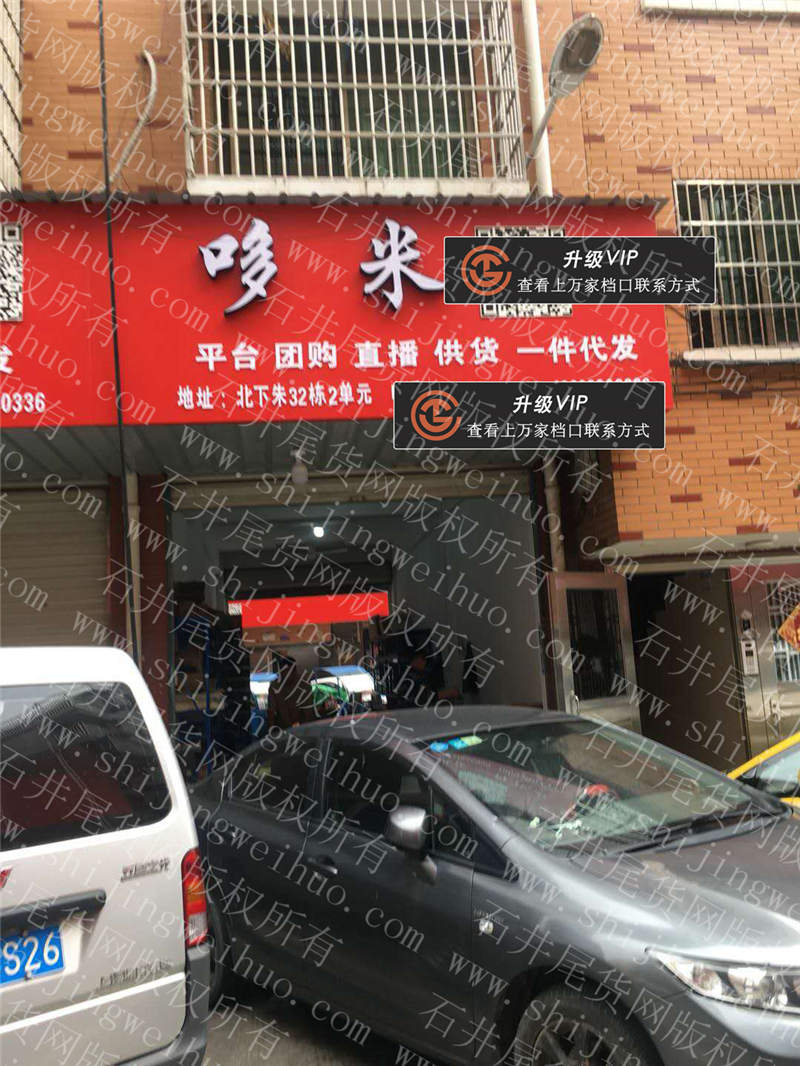 哆米
升级VIP
查看上万家档口联系方式
平台 团购 直播 供货 一件代发
发
0336
地址：北下朱32栋2单元
升级VIP
查看上万家档口联系方式
S26
石井尾货网版权所有
www.shijingweihuo.com